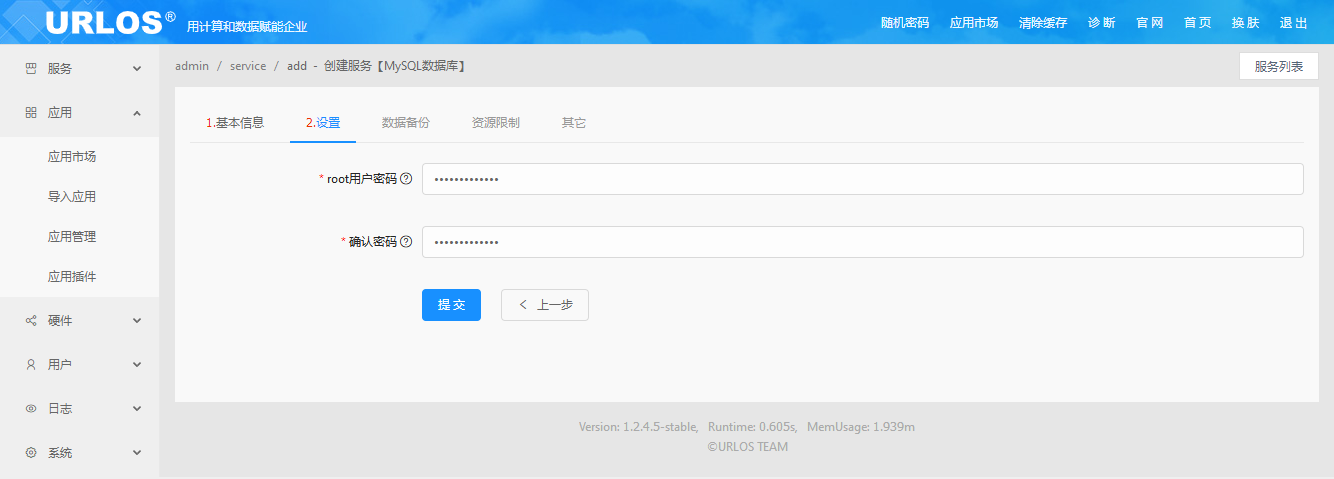 URLOS® 用计算和数据赋能企业 随机密码 应用市场 清除缓存 诊断 官网 首页 换肤 退出
admin / service / add - 创建服务【MySQL数据库】 服务列表
服务
应用
应用市场
导入应用
应用管理
应用插件
硬件
用户
日志
系统
1.基本信息 2.设置 数据备份 资源限制 其它
* root用户密码 ? •••••••••••••
* 确认密码 ? •••••••••••••
提交 < 上一步
Version: 1.2.4.5-stable, Runtime: 0.605s, MemUsage: 1.939m
©URLOS TEAM